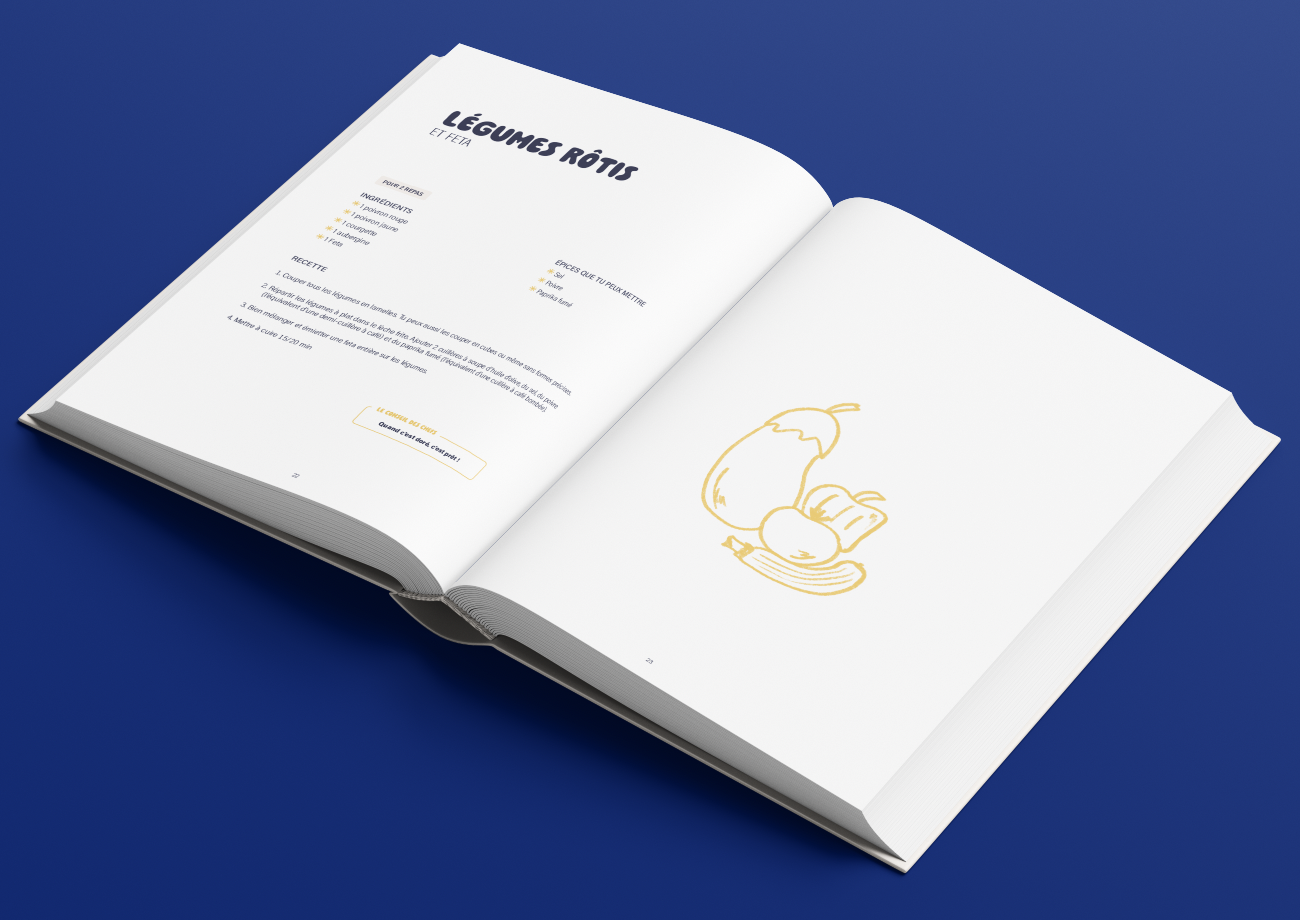 LÉGUMES RÔTIS
ET FETA
POUR 2 REPAS
INGRÉDIENTS
1 poivron rouge
1 poivron jaune
1 courgette
1 aubergine
1 Feta
ÉPICES QUE TU PEUX METTRE
Sel
Poivre
Paprika fumé
RECETTE
1. Couper tous les légumes en lamelles. Tu peux aussi les couper en cubes ou même sans formes précises.
2. Répartir les légumes à plat dans le lèche frite. Ajouter 2 cuillères à soupe d'huile d'olive, du sel, du poivre
(l'équivalent d'une demi-cuillère à café) et du paprika fumé (l'équivalent d'une cuillère à café bombée).
3. Bien mélanger et émietter une feta entière sur les légumes.
4. Mettre à cuire 15/20 min
LE CONSEIL DES CHEFS
Quand c'est doré, c'est prêt !
22
23